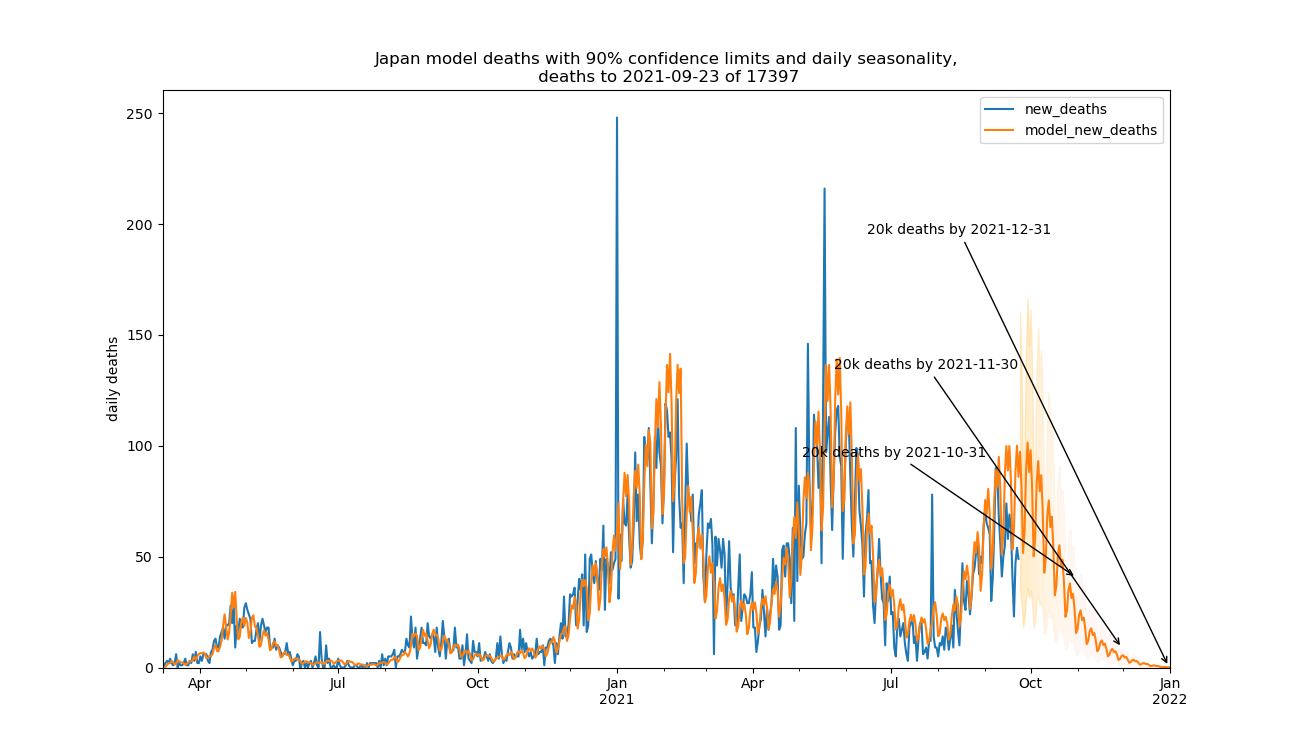 Japan model deaths with 90% confidence limits and daily seasonality,
deaths to 2021-09-23 of 17397
250
200
150
100
50
0
daily deaths
new_deaths
model_new_deaths
20k deaths by 2021-12-31
20k deaths by 2021-11-30
20k deaths by 2021-10-31
Apr
Jul
Oct
Jan
2021
Apr
Jul
Oct
Jan
2022